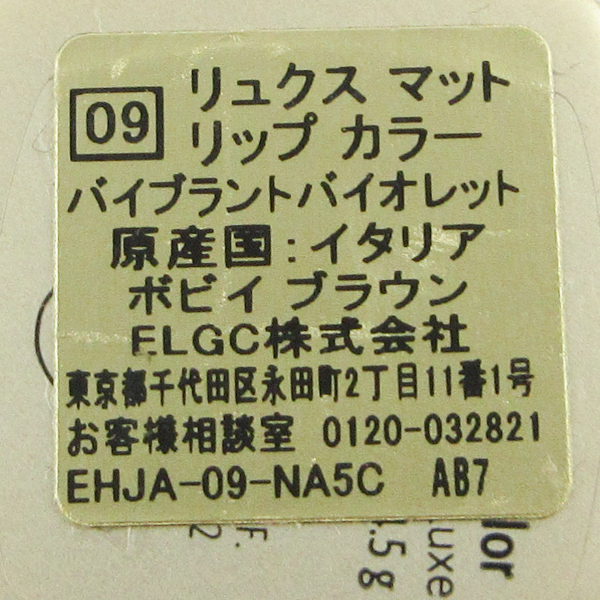 09 リュクス マット
リップ カラー
バイブラントバイオレット
原産国:イタリア
ボビイ ブラウン
ELGC株式会社
東京都千代田区永田町2丁目11番1号
お客様相談室 0120-032821
EHJA-09-NA5C AB7
lor
uxe
.5g
F.
2